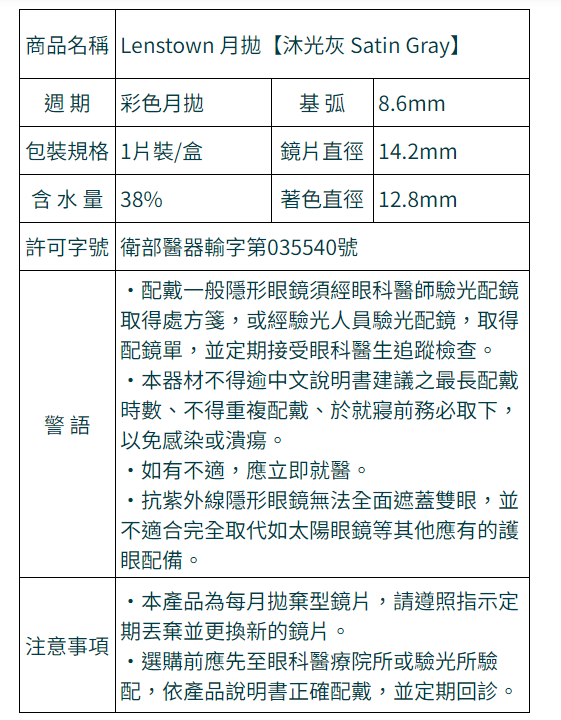 商品名稱 Lenstown 月拋【沐光灰 Satin Gray】
週 期 彩色月拋 基 弧 8.6mm
包裝規格 1片裝/盒 鏡片直徑 14.2mm
含 水 量 38% 著色直徑 12.8mm
許可字號 衛部醫器輸字第035540號
警 語
・配戴一般隱形眼鏡須經眼科醫師驗光配鏡
取得處方箋，或經驗光人員驗光配鏡，取得
配鏡單，並定期接受眼科醫生追蹤檢查。
・本器材不得逾中文說明書建議之最長配戴
時數、不得重複配戴、於就寢前務必取下，
以免感染或潰瘍。
・如有不適，應立即就醫。
・抗紫外線隱形眼鏡無法全面遮蓋雙眼，並
不適合完全取代如太陽眼鏡等其他應有的護
眼配備。
注意事項
・本產品為每月拋棄型鏡片，請遵照指示定
期丟棄並更換新的鏡片。
・選購前應先至眼科醫療院所或驗光所驗
配，依產品說明書正確配戴，並定期回診。